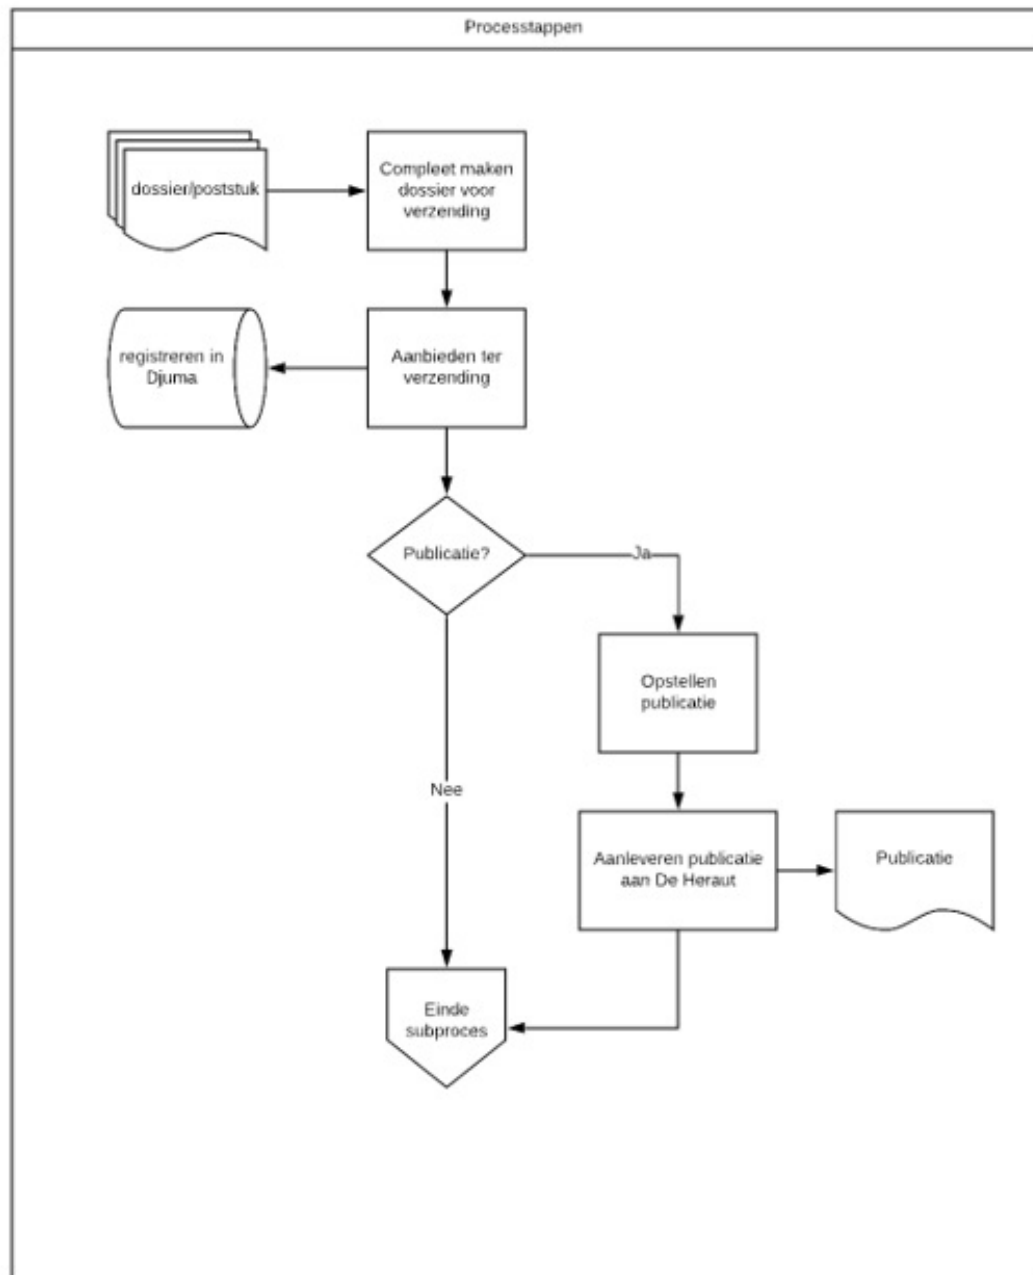 Processtappen
dossier/poststuk
Compleet maken
dossier voor
verzending
registreren in
Djuma
Aanbieden ter
verzending
Publicatie?
Ja
Opstellen
publicatie
Nee
Aanleveren publicatie
aan De Heraut
Publicatie
Einde
subproces